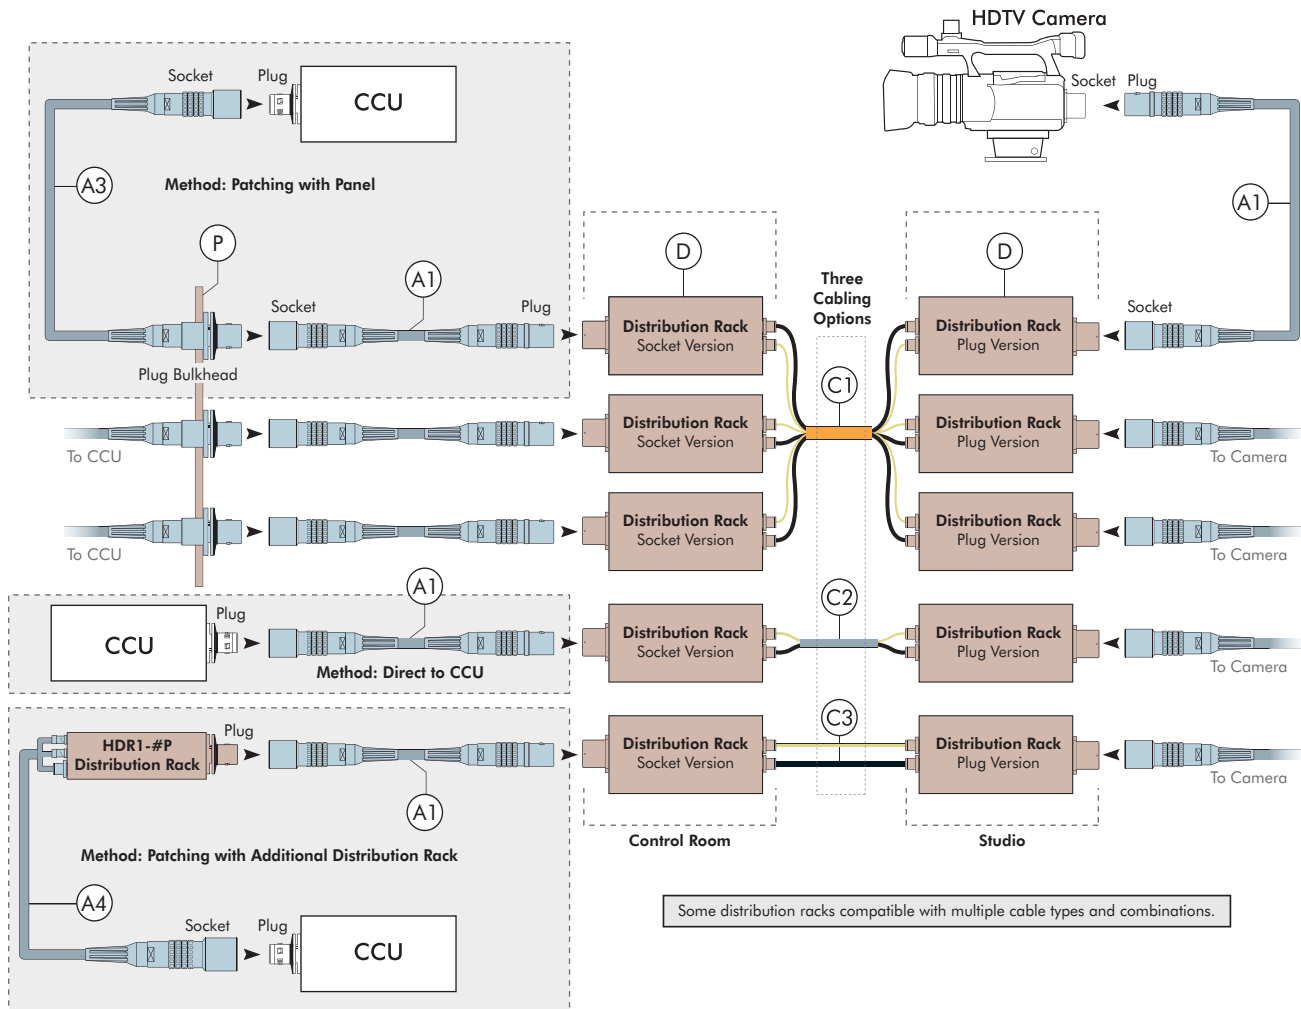 HDTV Camera
Socket Plug
Socket Plug
CCU
A3
Method: Patching with Panel
A1
P
D
D
A1
Three
Cabling
Options
Socket
Plug
Socket
Distribution Rack
Socket Version
Distribution Rack
Plug Version
Plug Bulkhead
C1
To CCU
Distribution Rack
Socket Version
Distribution Rack
Plug Version
To Camera
To CCU
Distribution Rack
Socket Version
Distribution Rack
Plug Version
To Camera
A1
C2
CCU
Plug
Method: Direct to CCU
Distribution Rack
Socket Version
Distribution Rack
Plug Version
To Camera
C3
HDR1-#P
Distribution Rack
Plug
A1
Distribution Rack
Socket Version
Distribution Rack
Plug Version
To Camera
Control Room
Studio
Method: Patching with Additional Distribution Rack
A4
Socket
Plug
CCU
Some distribution racks compatible with multiple cable types and combinations.